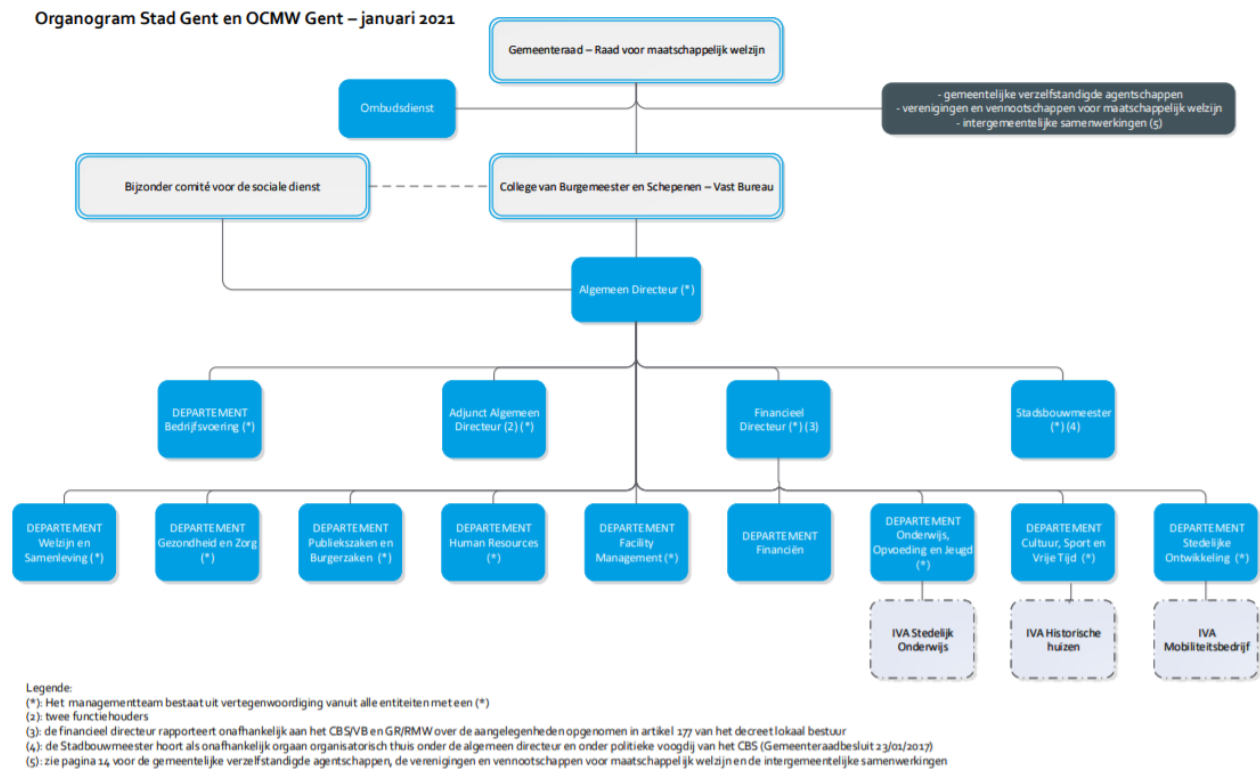 Organogram Stad Gent en OCMW Gent – januari 2021
Gemeenteraad – Raad voor maatschappelijk welzijn
Ombudsdienst
- gemeentelijke verzelfstandigde agentschappen
- verenigingen en vennootschappen voor maatschappelijk welzijn
- intergemeentelijke samenwerkingen (5)
Bijzonder comité voor de sociale dienst
College van Burgemeester en Schepenen – Vast Bureau
Algemeen Directeur (*)
DEPARTEMENT
Bedrijfsvoering (*)
Adjunct Algemeen
Directeur (2) (*)
Financieel
Directeur (*) (3)
Stadsbouwmeester
(*) (4)
DEPARTEMENT
Welzijn en
Samenleving (*)
DEPARTEMENT
Gezondheid en Zorg
(*)
DEPARTEMENT
Publiekszaken en
Burgerzaken (*)
DEPARTEMENT
Human Resources
(*)
DEPARTEMENT
Facility
Management (*)
DEPARTEMENT
Financiën
DEPARTEMENT
Onderwijs,
Opvoeding en Jeugd
(*)
DEPARTEMENT
Cultuur, Sport en
Vrije Tijd (*)
DEPARTEMENT
Stedelijke
Ontwikkeling (*)
IVA Stedelijk
Onderwijs
IVA Historische
huizen
IVA
Mobiliteitsbedrijf
Legende:
(*): Het managementteam bestaat uit vertegenwoordiging vanuit alle entiteiten met een (*)
(2): twee functiehouders
(3): de financieel directeur rapporteert onafhankelijk aan het CBS/VB en GR/RMW over de aangelegenheden opgenomen in artikel 177 van het decreet lokaal bestuur
(4): de Stadbouwmeester hoort als onafhankelijk orgaan organisatorisch thuis onder de algemeen directeur en onder politieke voogdij van het CBS (Gemeenteraadbesluit 23/01/2017)
(5): zie pagina 14 voor de gemeentelijke verzelfstandigde agentschappen, de verenigingen en vennootschappen voor maatschappelijk welzijn en de intergemeentelijke samenwerkingen